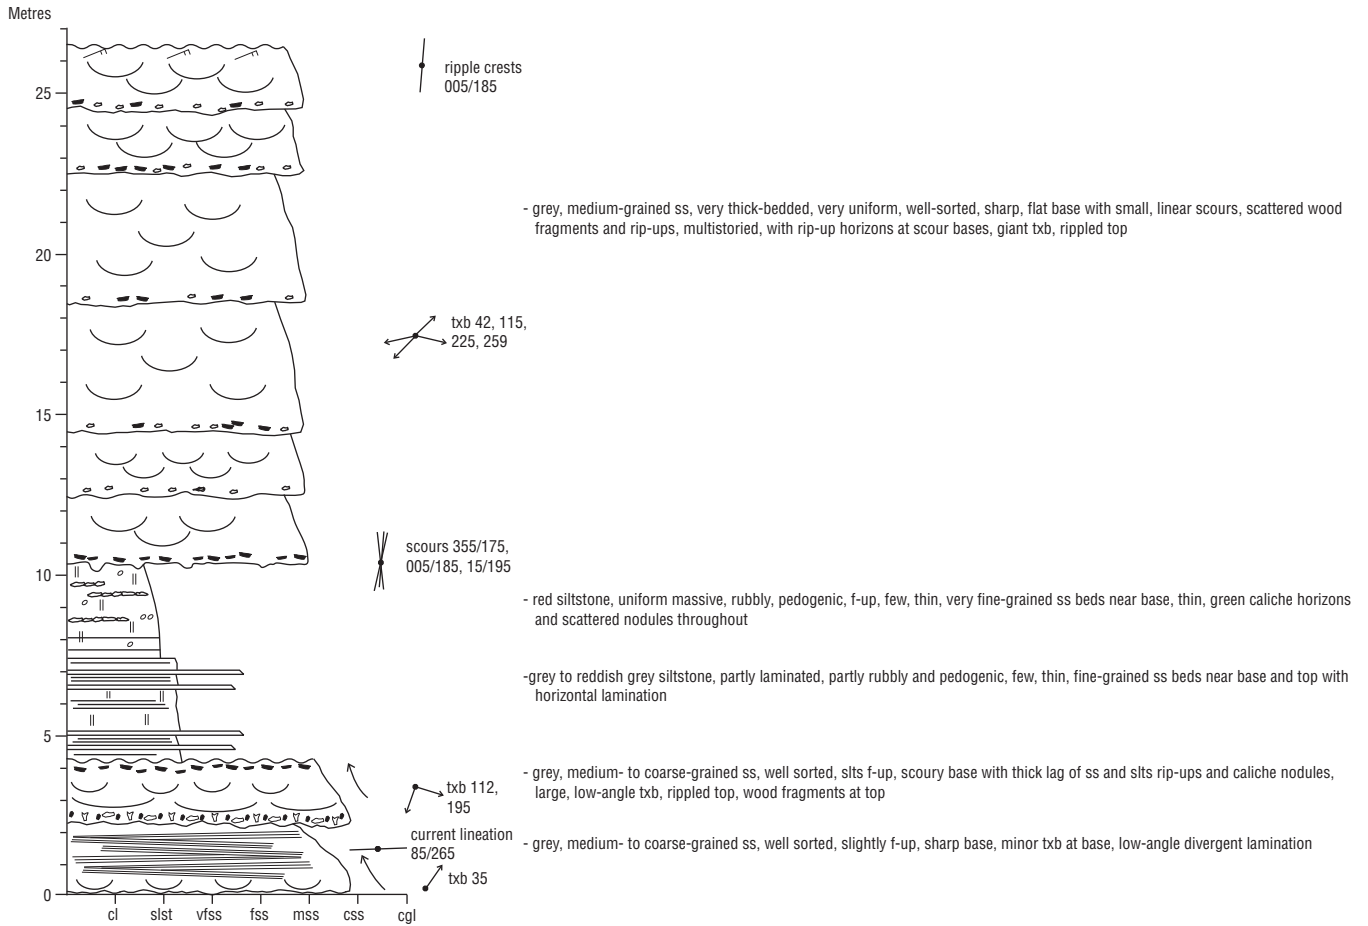 Metres
ripple crests
005/185
25
- grey, medium-grained ss, very thick-bedded, very uniform, well-sorted, sharp, flat base with small, linear scours, scattered wood
fragments and rip-ups, multistoried, with rip-up horizons at scour bases, giant txb, rippled top
20
txb 42, 115,
225, 259
15
scours 355/175,
005/185, 15/195
10
- red siltstone, uniform massive, rubbly, pedogenic, f-up, few, thin, very fine-grained ss beds near base, thin, green caliche horizons
and scattered nodules throughout
-grey to reddish grey siltstone, partly laminated, partly rubbly and pedogenic, few, thin, fine-grained ss beds near base and top with
horizontal lamination
5
- grey, medium- to coarse-grained ss, well sorted, slts f-up, scoury base with thick lag of ss and slts rip-ups and caliche nodules,
large, low-angle txb, rippled top, wood fragments at top
txb 112,
195
current lineation
85/265
- grey, medium- to coarse-grained ss, well sorted, slightly f-up, sharp base, minor txb at base, low-angle divergent lamination
txb 35
0
cl slst vfss fss mss css cgl